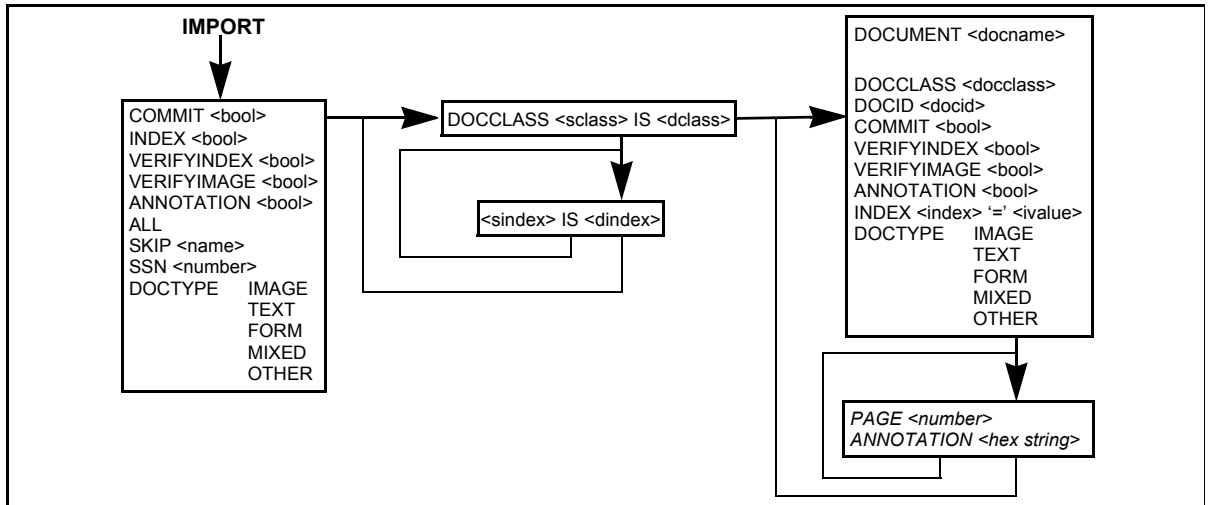 IMPORT
COMMIT <bool>
INDEX <bool>
VERIFYINDEX <bool>
VERIFYIMAGE <bool>
ANNOTATION <bool>
ALL
SKIP <name>
SSN <number>
DOCTYPE IMAGE
TEXT
FORM
MIXED
OTHER
DOCCLASS <sclass> IS <dclass>
<sindex> IS <dindex>
DOCUMENT <docname>
DOCCLASS <docclass>
DOCID <docid>
COMMIT <bool>
VERIFYINDEX <bool>
VERIFYIMAGE <bool>
ANNOTATION <bool>
INDEX <index> ‘=’ <ivalue>
DOCTYPE IMAGE
TEXT
FORM
MIXED
OTHER
PAGE <number>
ANNOTATION <hex string>